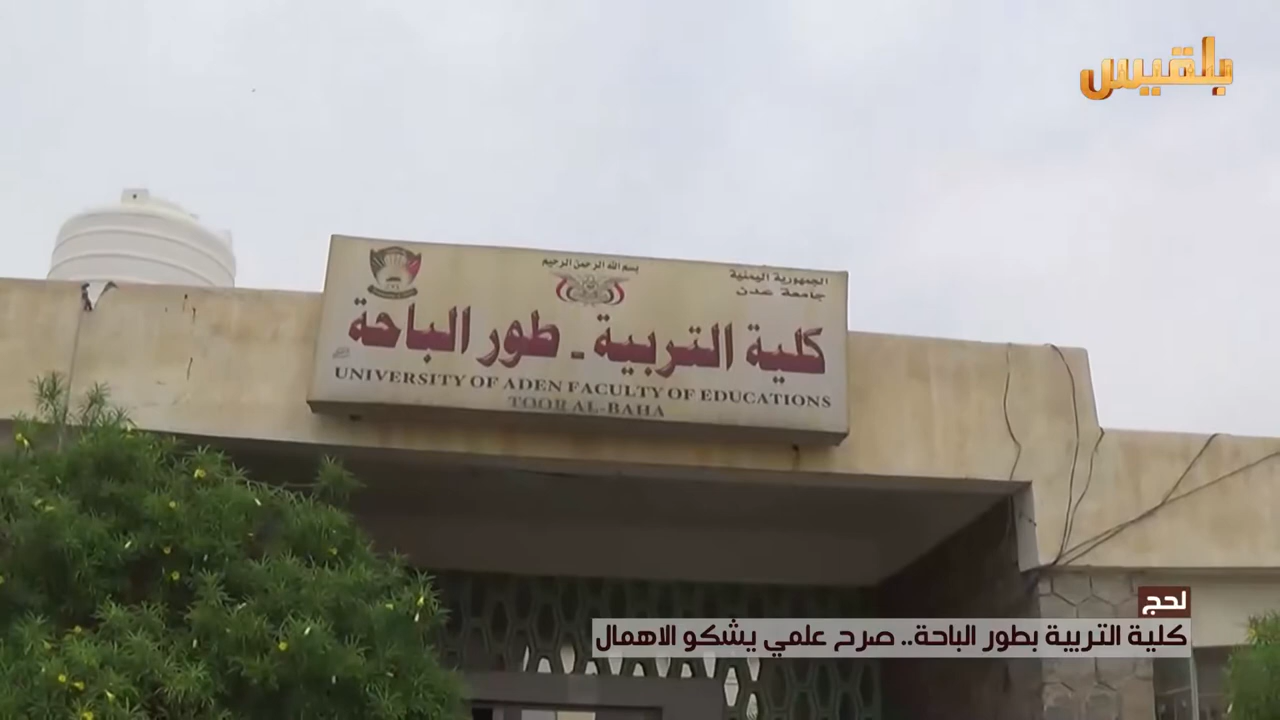 بلقيس
بسم الله الرحمن الرحيم
الجمهورية اليمنية
جامعة عدن
كلية التربية - طور الباحة
UNIVERSITY OF ADEN FACULTY OF EDUCATIONS
TOOR AL-BAHA
لحج
كلية التربية بطور الباحة.. صرح علمي يشكو الاهمال